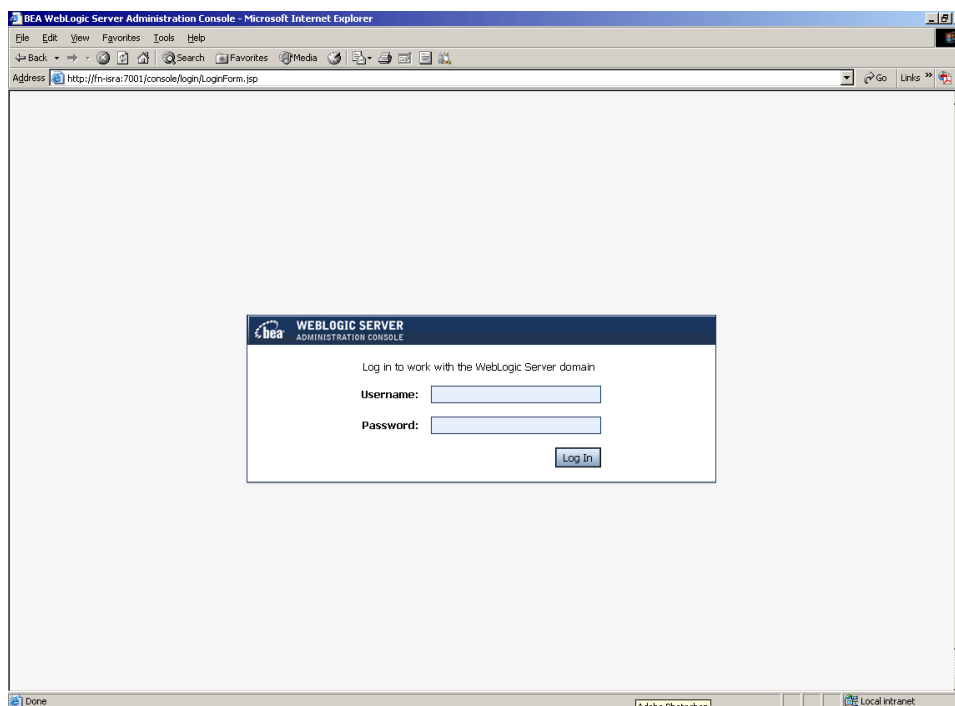 BEA WebLogic Server Administration Console - Microsoft Internet Explorer
File Edit View Favorites Tools Help
Back Search Favorites Media
Address http://fn-isra:7001/console/login/LoginForm.jsp Go Links »
bea WEBLOGIC SERVER
ADMINISTRATION CONSOLE
Log in to work with the WebLogic Server domain
Username:
Password:
Log In
Done Adobe Photoshop Local intranet